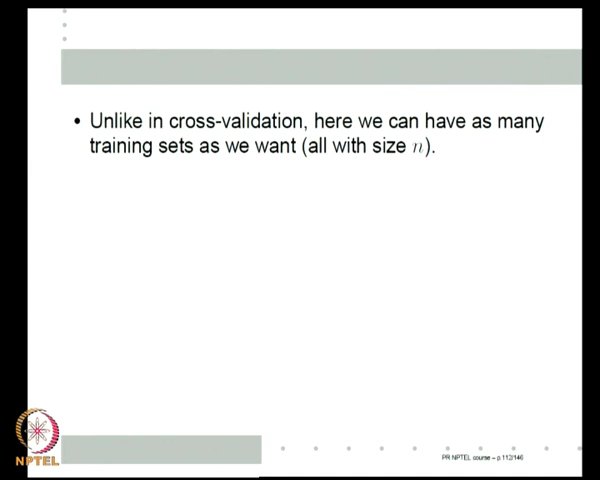 • Unlike in cross-validation, here we can have as many
training sets as we want (all with size n).
NPTEL
PR NPTEL course – p.112/146